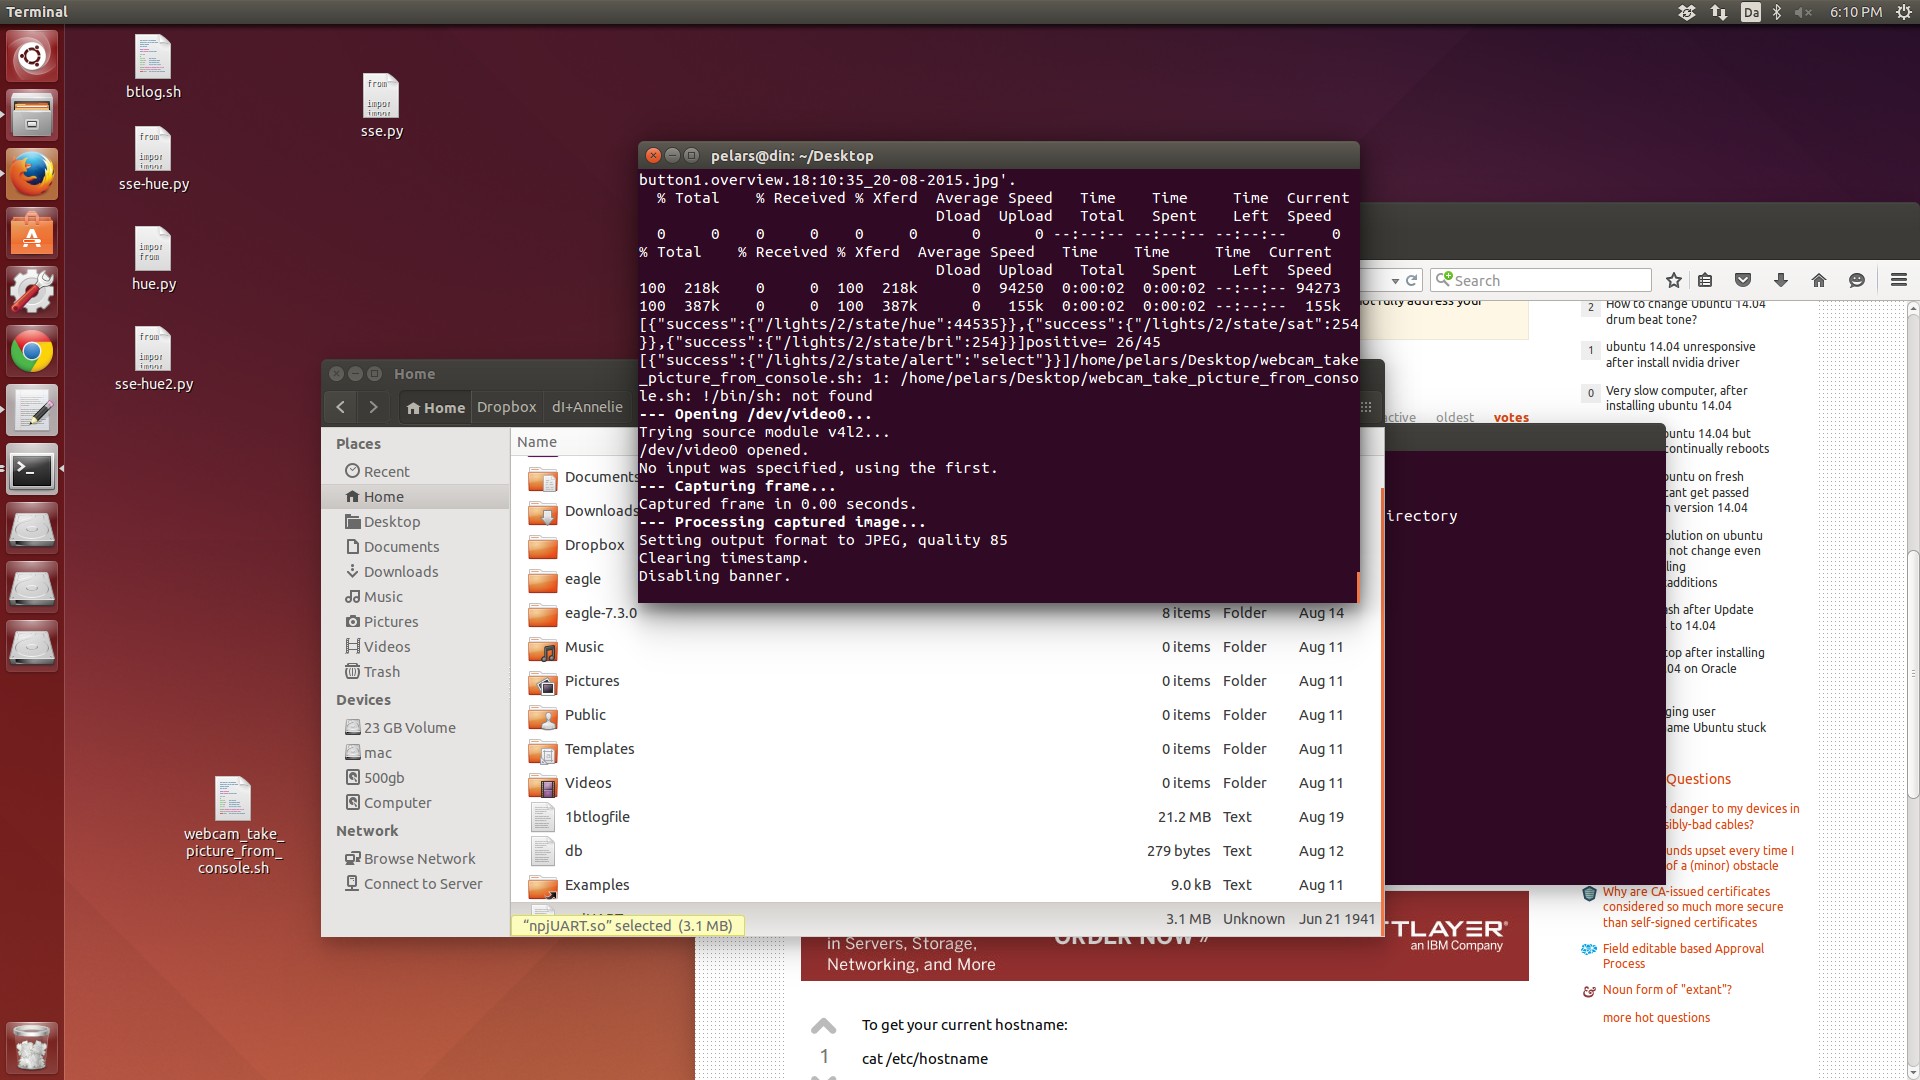 Terminal
Da
6:10 PM
btlog.sh
sse.py
sse-hue.py
hue.py
sse-hue2.py
webcam_take_
picture_from_
console.sh
pelars@din: ~/Desktop
button1.overview.18:10:35_20-08-2015.jpg'.
% Total % Received % Xferd Average Speed Time Time Time Current
Dload Upload Total Spent Left Speed
0 0 0 0 0 0 0 0 --:--:-- --:--:-- --:--:-- 0
% Total % Received % Xferd Average Speed Time Time Time Current
Dload Upload Total Spent Left Speed
100 218k 0 0 100 218k 0 94250 0:00:02 0:00:02 --:--:-- 94273
100 387k 0 0 100 387k 0 155k 0:00:02 0:00:02 --:--:-- 155k
[{"success":{"/lights/2/state/hue":44535}},{"success":{"/lights/2/state/sat":254
}},{"success":{"/lights/2/state/bri":254}}]positive= 26/45
[{"success":{"/lights/2/state/alert":"select"}}]/home/pelars/Desktop/webcam_take
_picture_from_console.sh: 1: /home/pelars/Desktop/webcam_take_picture_from_conso
le.sh: !/bin/sh: not found
--- Opening /dev/video0...
Trying source module v4l2...
/dev/video0 opened.
No input was specified, using the first.
--- Capturing frame...
Captured frame in 0.00 seconds.
--- Processing captured image...
Setting output format to JPEG, quality 85
Clearing timestamp.
Disabling banner.
Home
Home Dropbox dI+Annelie
Places
Recent
Home
Desktop
Documents
Downloads
Music
Pictures
Videos
Trash
Devices
23 GB Volume
mac
500gb
Computer
Network
Browse Network
Connect to Server
Name
Documents
Downloads
Dropbox
eagle
eagle-7.3.0 8 items Folder Aug 14
Music 0 items Folder Aug 11
Pictures 0 items Folder Aug 11
Public 0 items Folder Aug 11
Templates 0 items Folder Aug 11
Videos 0 items Folder Aug 11
1btlogfile 21.2 MB Text Aug 19
db 279 bytes Text Aug 12
Examples 9.0 kB Text Aug 11
3.1 MB Unknown Jun 21 1941
“npjUART.so” selected (3.1 MB)
irectory
Search
not fully address your
ctive oldest votes
2 How to change Ubuntu 14.04
drum beat tone?
1 ubuntu 14.04 unresponsive
after install nvidia driver
0 Very slow computer, after
installing ubuntu 14.04
buntu 14.04 but
continually reboots
buntu on fresh
cant get passed
n version 14.04
olution on ubuntu
not change even
ling
additions
ash after Update
to 14.04
top after installing
04 on Oracle
ging user
ame Ubuntu stuck
Questions
danger to my devices in
sibly-bad cables?
unds upset every time I
of a (minor) obstacle
Why are CA-issued certificates
considered so much more secure
than self-signed certificates
Field editable based Approval
Process
Noun form of "extant"?
more hot questions
in Servers, Storage,
Networking, and More
ORDER NOW »
TLAYER
an IBM Company
To get your current hostname:
1
cat /etc/hostname